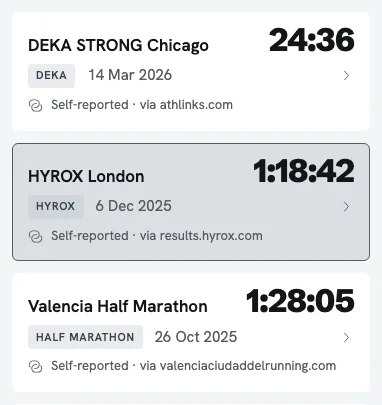 DEKA STRONG Chicago 24:36
DEKA 14 Mar 2026
Self-reported · via athlinks.com
HYROX London 1:18:42
HYROX 6 Dec 2025
Self-reported · via results.hyrox.com
Valencia Half Marathon 1:28:05
HALF MARATHON 26 Oct 2025
Self-reported · via valenciaciudaddelrunning.com